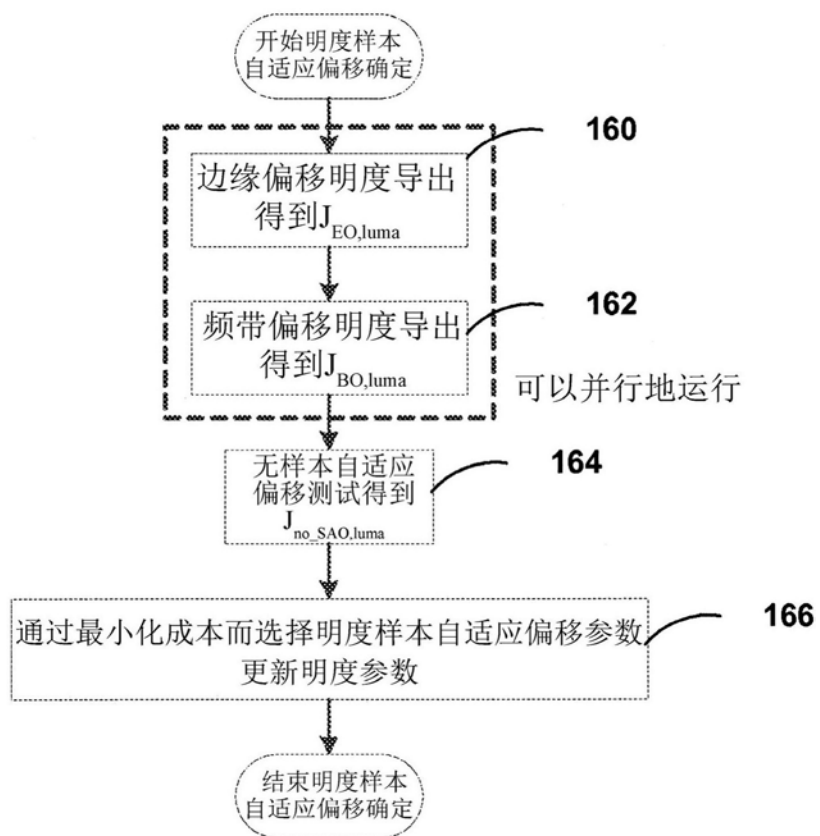 开始明度样本
自适应偏移确定
160
边缘偏移明度导出
得到J_EO,luma
162
频带偏移明度导出
得到J_BO,luma
可以并行地运行
164
无样本自适应
偏移测试得到
J_no_SAO,luma
166
通过最小化成本而选择明度样本自适应偏移参数
更新明度参数
结束明度样本
自适应偏移确定